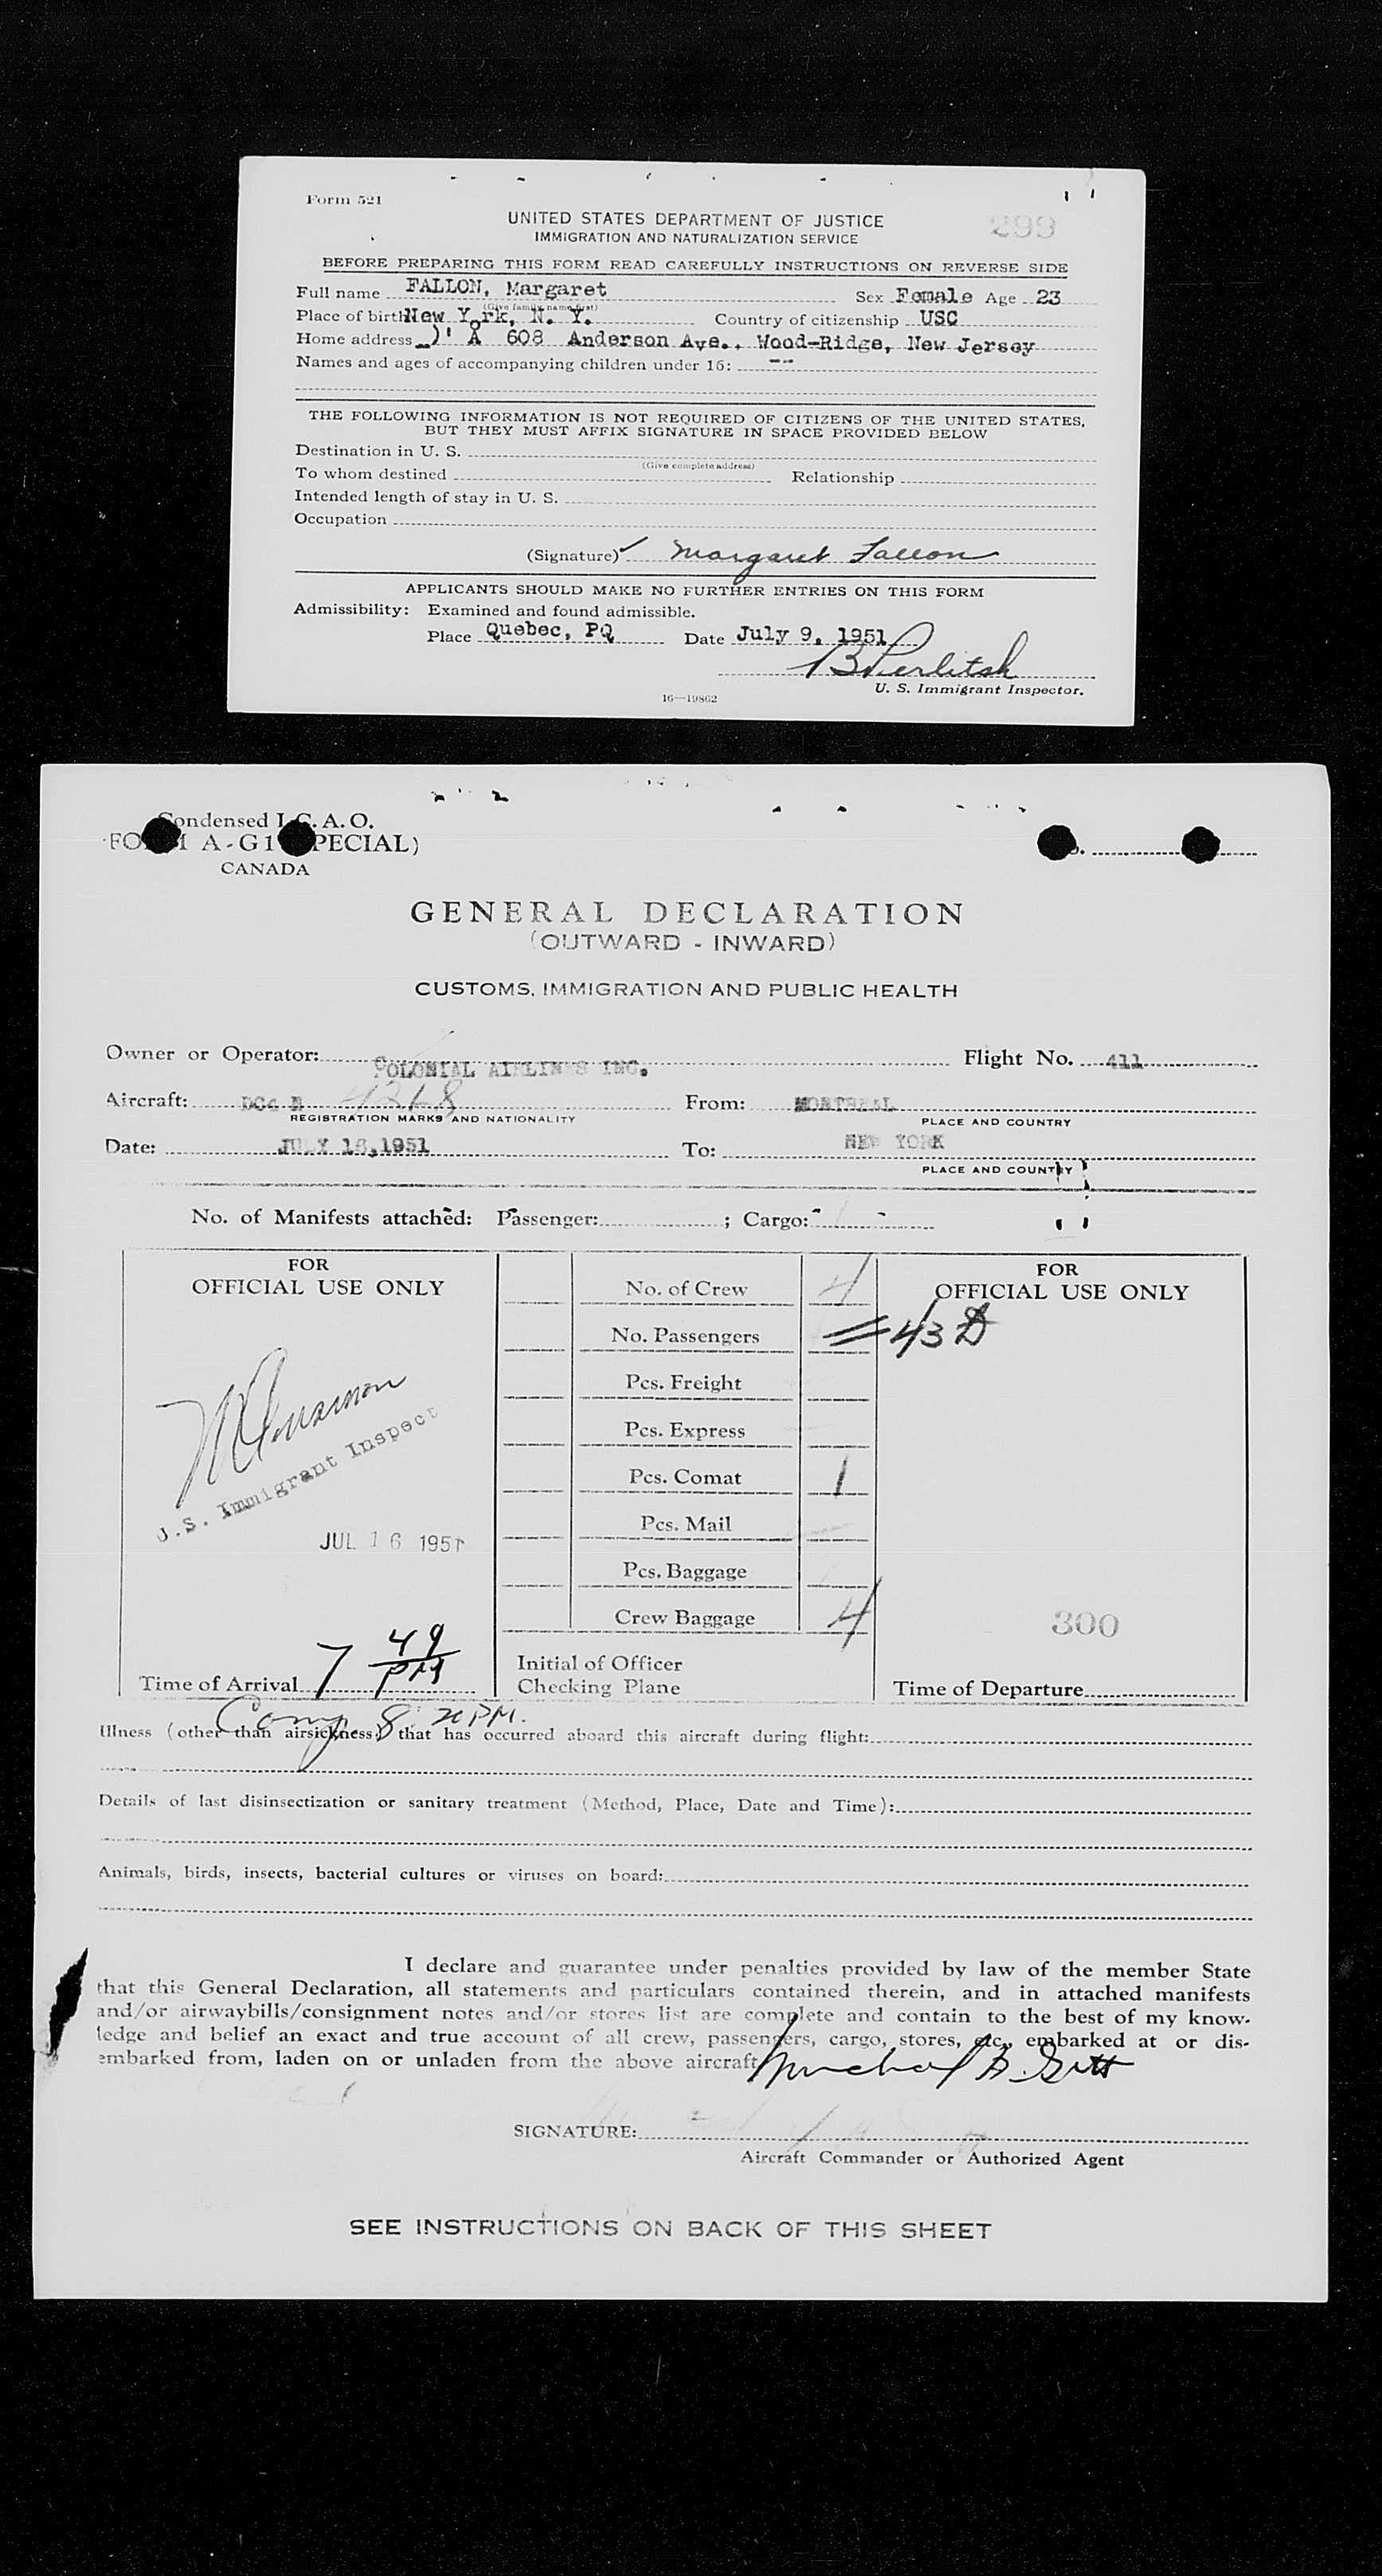 Form 521
299
UNITED STATES DEPARTMENT OF JUSTICE
IMMIGRATION AND NATURALIZATION SERVICE
BEFORE PREPARING THIS FORM READ CAREFULLY INSTRUCTIONS ON REVERSE SIDE
Full name FALLON, Margaret Sex Female Age 23
(Give family name first)
Place of birth New York, N. Y. Country of citizenship USC
Home address 608 Anderson Ave., Wood-Ridge, New Jersey
Names and ages of accompanying children under 16: --
THE FOLLOWING INFORMATION IS NOT REQUIRED OF CITIZENS OF THE UNITED STATES,
BUT THEY MUST AFFIX SIGNATURE IN SPACE PROVIDED BELOW
Destination in U. S.
(Give complete address)
To whom destined Relationship
Intended length of stay in U. S.
Occupation
(Signature) Margaret Fallon
APPLICANTS SHOULD MAKE NO FURTHER ENTRIES ON THIS FORM
Admissibility: Examined and found admissible.
Place Quebec, PQ Date July 9, 1951
U. S. Immigrant Inspector.
16—19862
Condensed I.C.A.O.
FORM A-G1 (SPECIAL)
CANADA
GENERAL DECLARATION
(OUTWARD - INWARD)
CUSTOMS, IMMIGRATION AND PUBLIC HEALTH
Owner or Operator: COLONIAL AIRLINES INC. Flight No. 411
Aircraft: DC4 N From: MONTREAL
REGISTRATION MARKS AND NATIONALITY PLACE AND COUNTRY
Date: JULY 16,1951 To: NEW YORK
PLACE AND COUNTRY
No. of Manifests attached: Passenger: ; Cargo:
FOR
OFFICIAL USE ONLY
U.S. Immigrant Inspect
JUL 16 1951
Time of Arrival 7 49 PM
Comp. 8:20 PM.
No. of Crew 4
No. Passengers = 43
Pcs. Freight
Pcs. Express
Pcs. Comat 1
Pcs. Mail
Pcs. Baggage
Crew Baggage 4
Initial of Officer
Checking Plane
FOR
OFFICIAL USE ONLY
300
Time of Departure
Illness (other than airsickness) that has occurred aboard this aircraft during flight:
Details of last disinsectization or sanitary treatment (Method, Place, Date and Time):
Animals, birds, insects, bacterial cultures or viruses on board:
I declare and guarantee under penalties provided by law of the member State
that this General Declaration, all statements and particulars contained therein, and in attached manifests
and/or airwaybills/consignment notes and/or stores list are complete and contain to the best of my know-
ledge and belief an exact and true account of all crew, passengers, cargo, stores, etc., embarked at or dis-
embarked from, laden on or unladen from the above aircraft
SIGNATURE:
Aircraft Commander or Authorized Agent
SEE INSTRUCTIONS ON BACK OF THIS SHEET